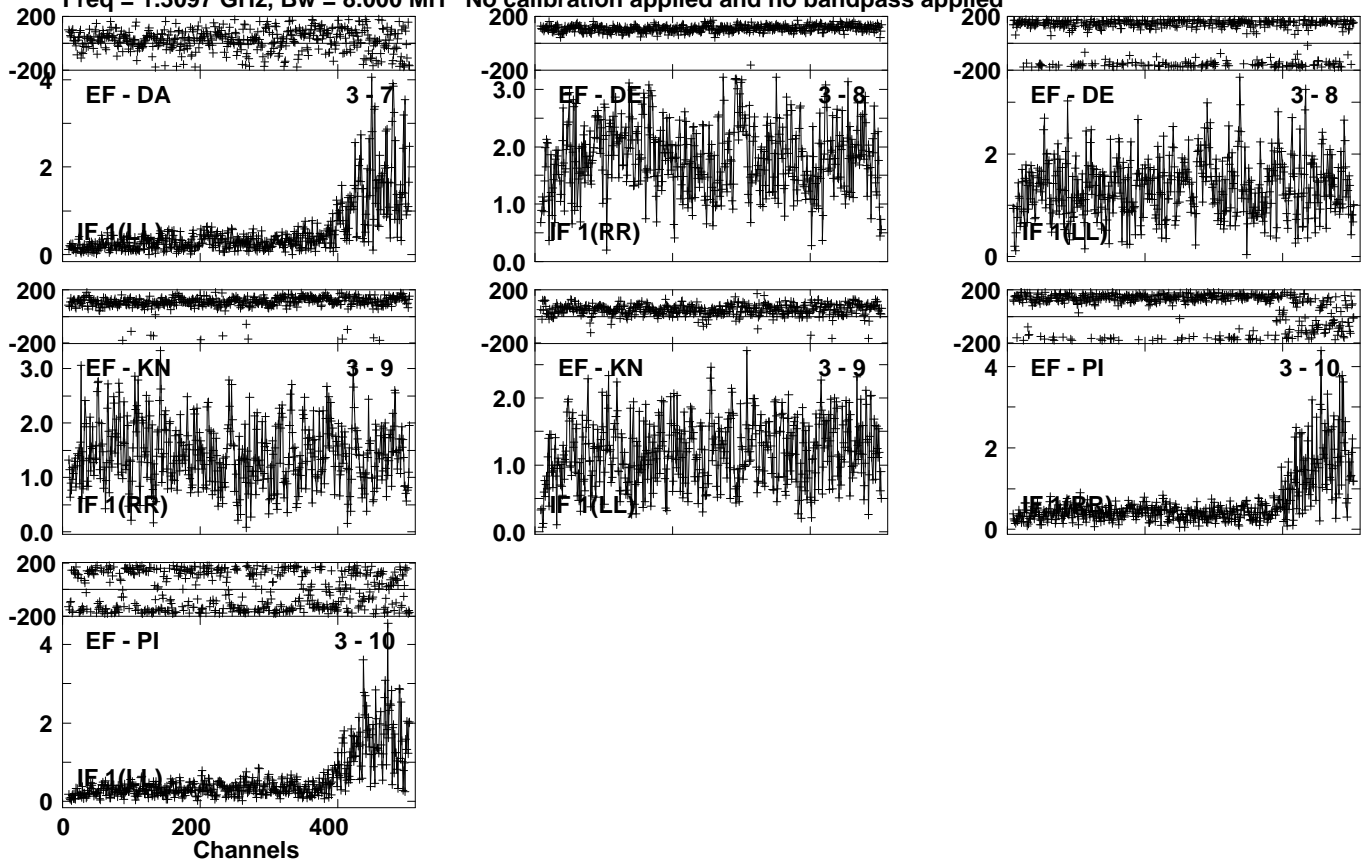 Freq = GHz, Bw = 8.000 MH No calibration applied and no bandpass applied
200
-200
4
2
0
EF - DA 3 - 7
IF 1(LL)
200
-200
3.0
2.0
1.0
0.0
EF - DE 3 - 8
IF 1(RR)
200
-200
2
0
EF - DE 3 - 8
IF 1(LL)
200
-200
3.0
2.0
1.0
0.0
EF - KN 3 - 9
IF 1(RR)
200
-200
2.0
1.0
0.0
EF - KN 3 - 9
IF 1(LL)
200
-200
4
2
0
EF - PI 3 - 10
IF 1(RR)
200
-200
4
2
0
EF - PI 3 - 10
IF 1(LL)
0 200 400
Channels